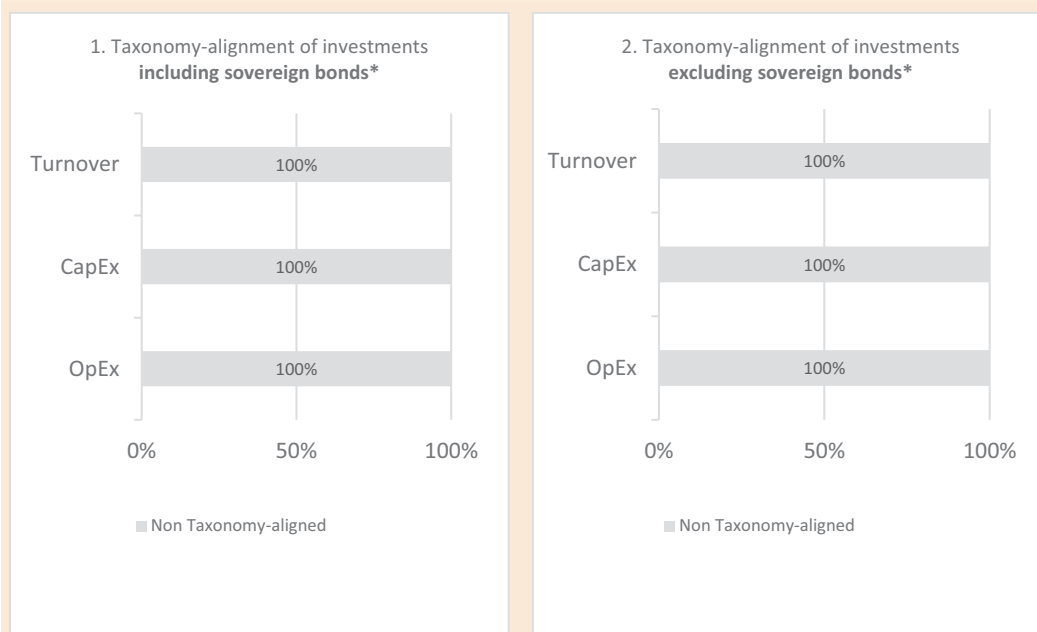 1. Taxonomy-alignment of investments
including sovereign bonds*
Turnover
100%
CapEx
100%
OpEx
100%
0%
50%
100%
Non Taxonomy-aligned
2. Taxonomy-alignment of investments
excluding sovereign bonds*
Turnover
100%
CapEx
100%
OpEx
100%
0%
50%
100%
Non Taxonomy-aligned